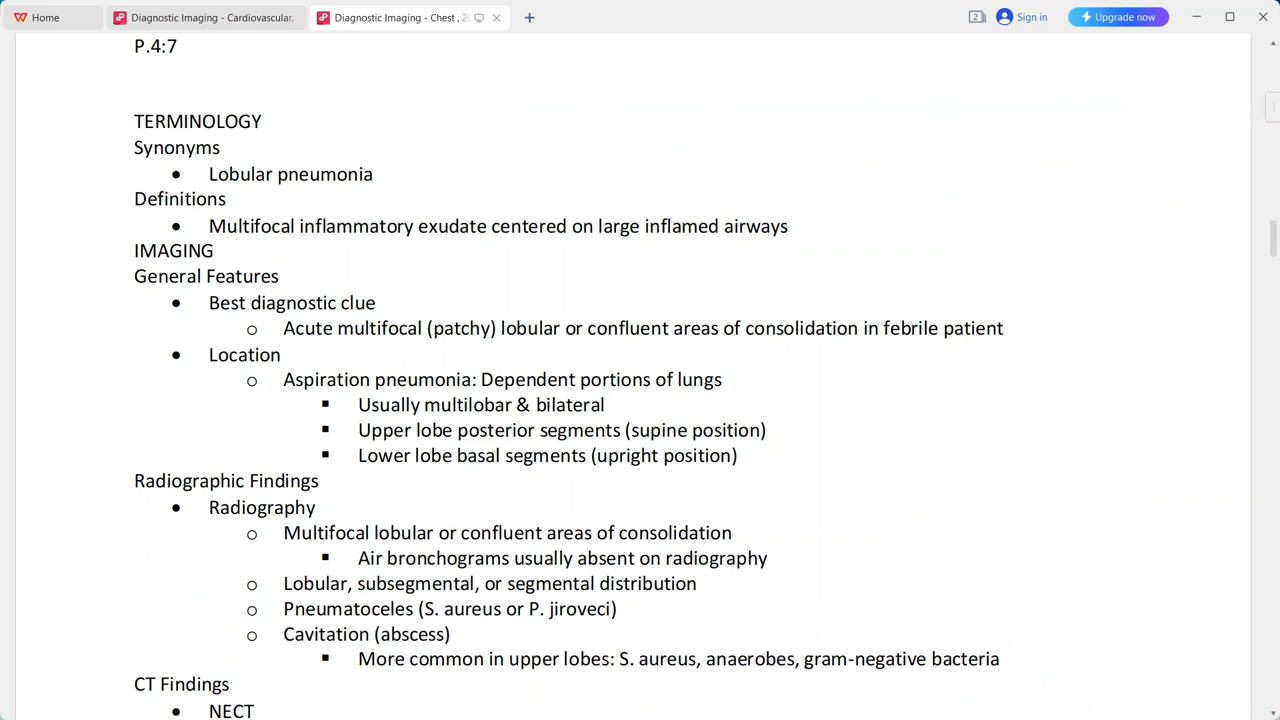 Home
Diagnostic Imaging - Cardiovascular,
Diagnostic Imaging - Chest , 20
2
Sign in
Upgrade now
P.4:7
TERMINOLOGY
Synonyms
● Lobular pneumonia
Definitions
● Multifocal inflammatory exudate centered on large inflamed airways
IMAGING
General Features
● Best diagnostic clue
o Acute multifocal (patchy) lobular or confluent areas of consolidation in febrile patient
● Location
o Aspiration pneumonia: Dependent portions of lungs
▪ Usually multilobar & bilateral
▪ Upper lobe posterior segments (supine position)
▪ Lower lobe basal segments (upright position)
Radiographic Findings
● Radiography
o Multifocal lobular or confluent areas of consolidation
▪ Air bronchograms usually absent on radiography
o Lobular, subsegmental, or segmental distribution
o Pneumatoceles (S. aureus or P. jiroveci)
o Cavitation (abscess)
▪ More common in upper lobes: S. aureus, anaerobes, gram-negative bacteria
CT Findings
● NECT